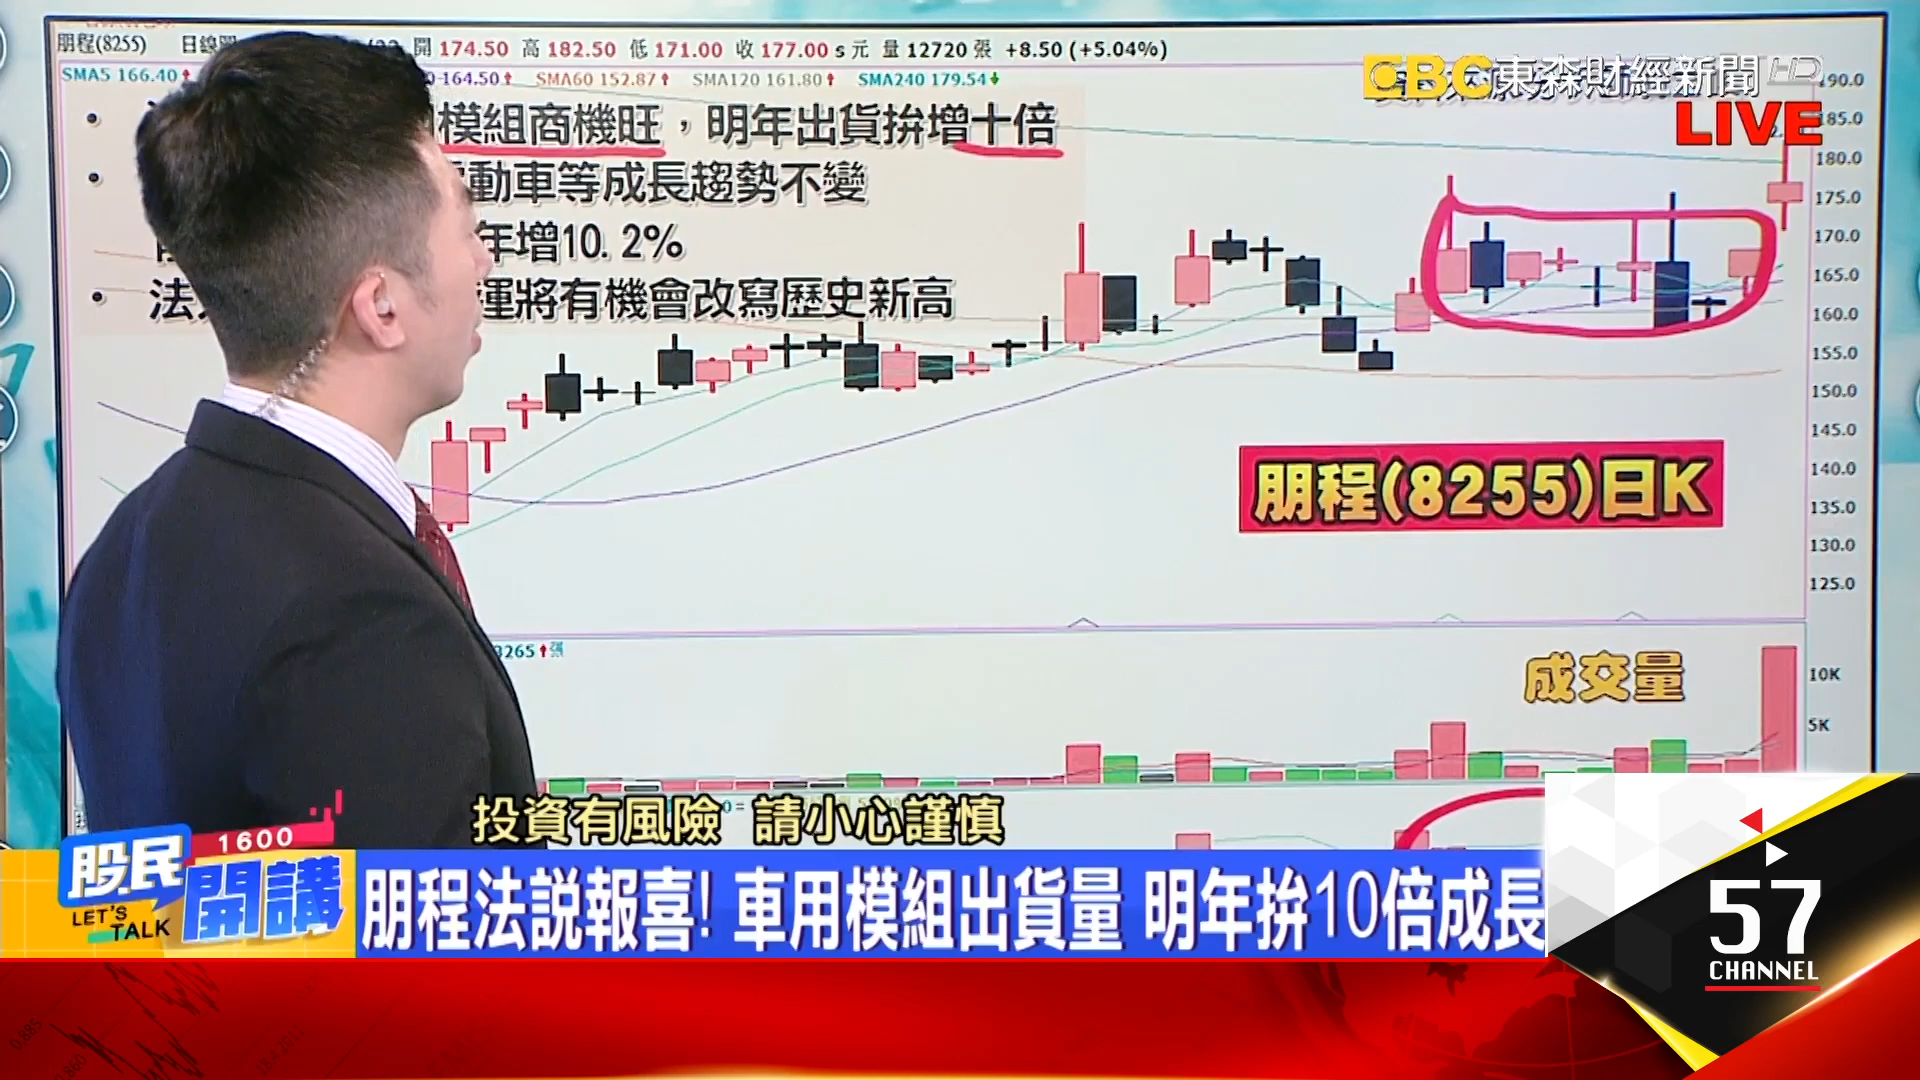 朋程(8255) 日線圖 開 174.50 高 182.50 低 171.00 收 177.00 s 元 量 12720 張 +8.50 (+5.04%)
SMA5 166.40↑ 164.50↑ SMA60 152.87↑ SMA120 161.80↑ SMA240 179.54↓
EBC 東森財經新聞 HD
LIVE
模組商機旺,明年出貨拚增十倍
動車等成長趨勢不變
年增10.2%
法
運將有機會改寫歷史新高
190.0
185.0
180.0
175.0
170.0
165.0
160.0
155.0
150.0
145.0
140.0
135.0
130.0
125.0
朋程(8255)日K
3265↑張
成交量
10K
5K
投資有風險 請小心謹慎
1600
股民
開講
LET'S TALK
朋程法說報喜! 車用模組出貨量 明年拚10倍成長
57
CHANNEL